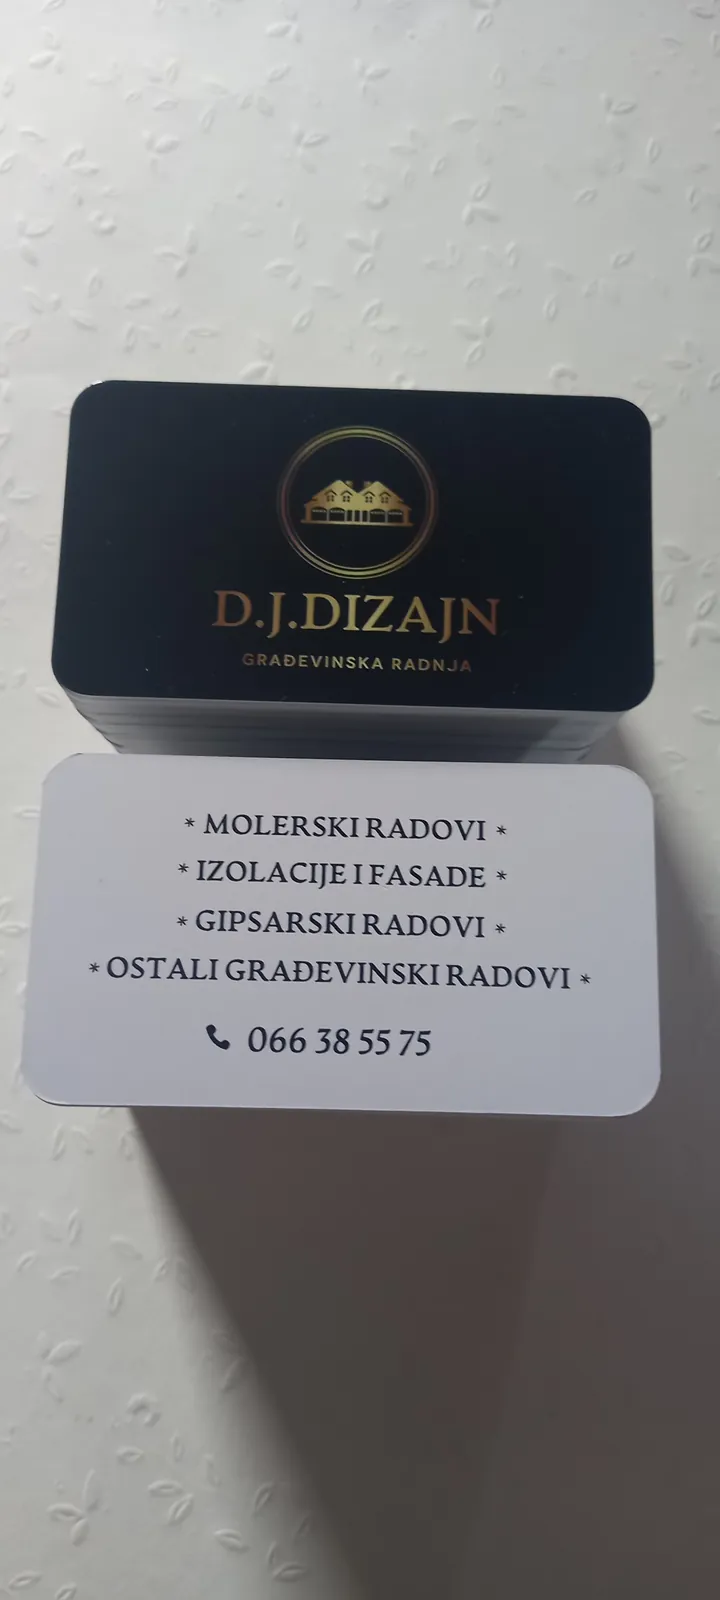 D.J.DIZAJN
GRAĐEVINSKA RADNJA
* MOLERSKI RADOVI *
* IZOLACIJE I FASADE *
* GIPSARSKI RADOVI *
* OSTALI GRAĐEVINSKI RADOVI *
066 38 55 75